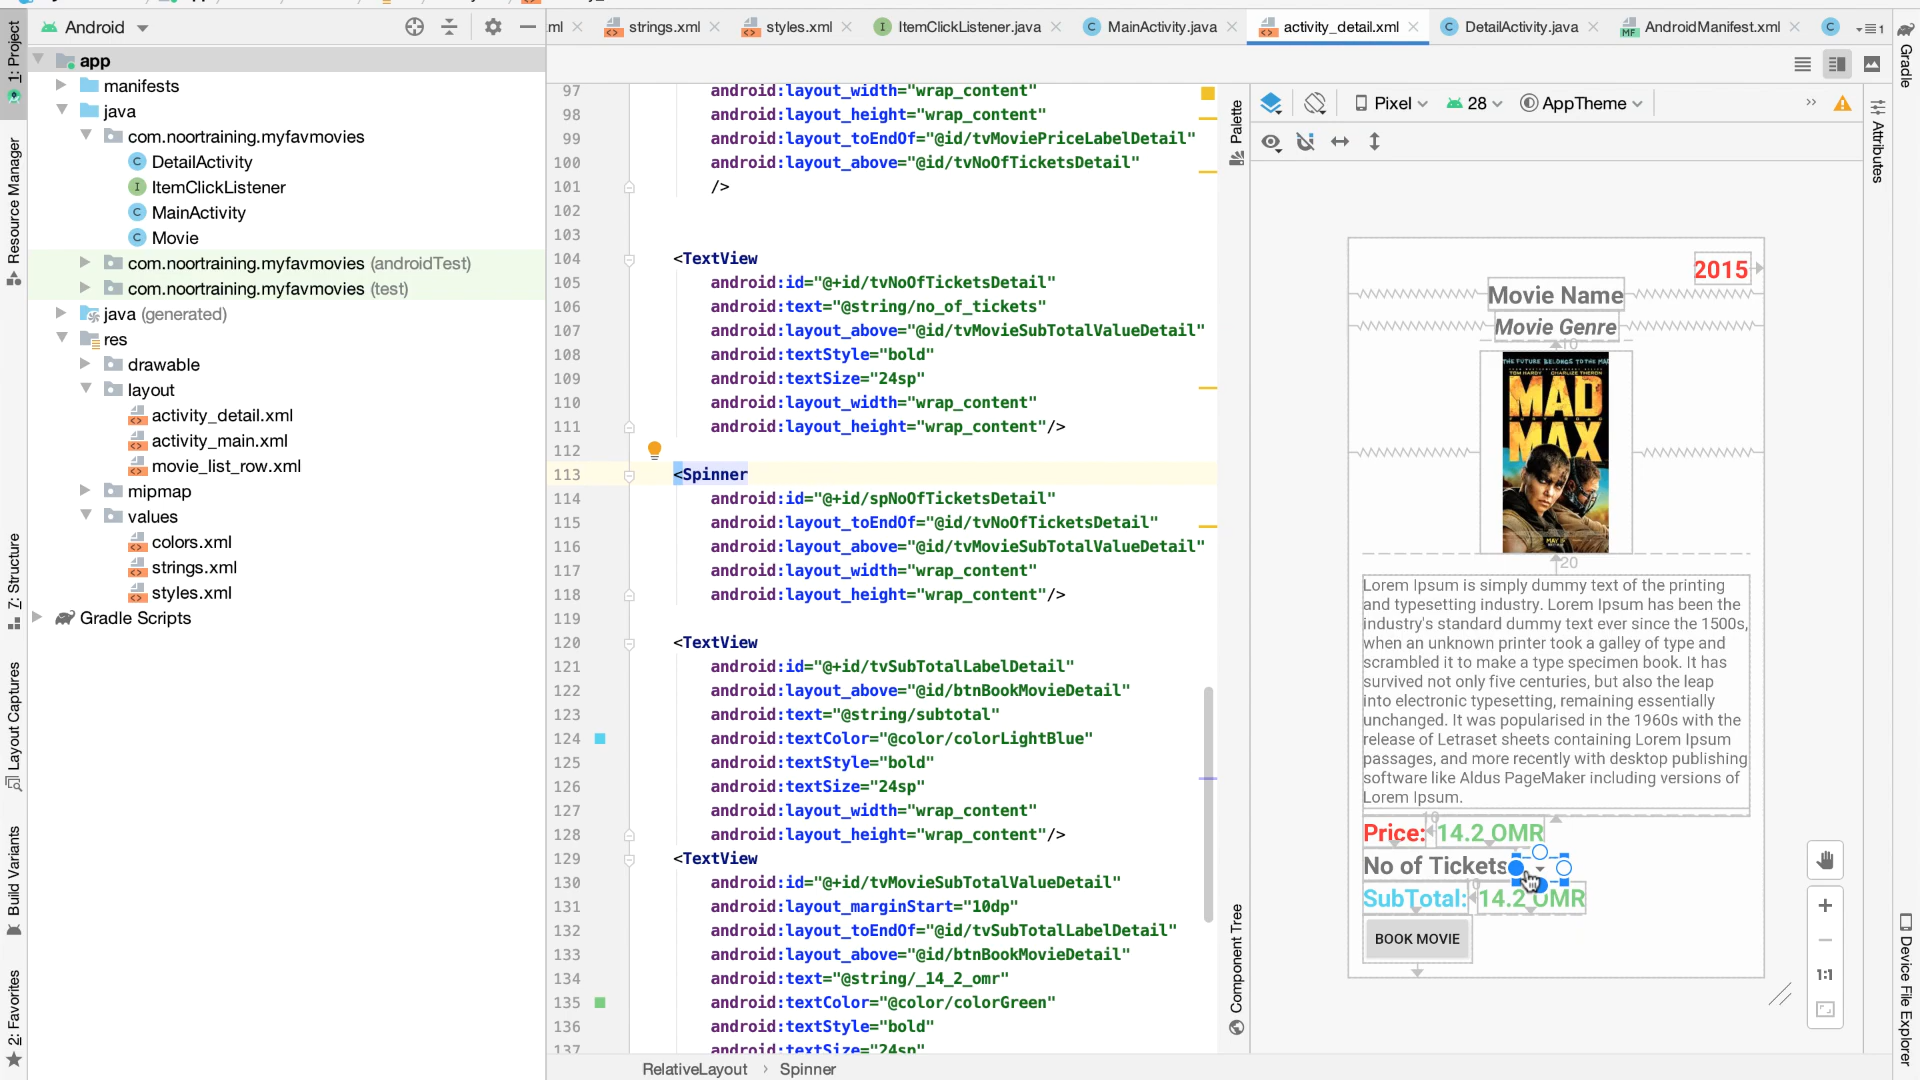 Android
ml
strings.xml
styles.xml
ItemClickListener.java
MainActivity.java
activity_detail.xml
DetailActivity.java
AndroidManifest.xml
1: Project
Resource Manager
7: Structure
Layout Captures
Build Variants
2: Favorites
app
manifests
java
com.noortraining.myfavmovies
DetailActivity
ItemClickListener
MainActivity
Movie
com.noortraining.myfavmovies (androidTest)
com.noortraining.myfavmovies (test)
java (generated)
res
drawable
layout
activity_detail.xml
activity_main.xml
movie_list_row.xml
mipmap
values
colors.xml
strings.xml
styles.xml
Gradle Scripts
97 android:layout_width="wrap_content"
98 android:layout_height="wrap_content"
99 android:layout_toEndOf="@id/tvMoviePriceLabelDetail"
100 android:layout_above="@id/tvNoOfTicketsDetail"
101 />
102
103
104 <TextView
105 android:id="@+id/tvNoOfTicketsDetail"
106 android:text="@string/no_of_tickets"
107 android:layout_above="@id/tvMovieSubTotalValueDetail"
108 android:textStyle="bold"
109 android:textSize="24sp"
110 android:layout_width="wrap_content"
111 android:layout_height="wrap_content"/>
112
113 <Spinner
114 android:id="@+id/spNoOfTicketsDetail"
115 android:layout_toEndOf="@id/tvNoOfTicketsDetail"
116 android:layout_above="@id/tvMovieSubTotalValueDetail"
117 android:layout_width="wrap_content"
118 android:layout_height="wrap_content"/>
119
120 <TextView
121 android:id="@+id/tvSubTotalLabelDetail"
122 android:layout_above="@id/btnBookMovieDetail"
123 android:text="@string/subtotal"
124 android:textColor="@color/colorLightBlue"
125 android:textStyle="bold"
126 android:textSize="24sp"
127 android:layout_width="wrap_content"
128 android:layout_height="wrap_content"/>
129 <TextView
130 android:id="@+id/tvMovieSubTotalValueDetail"
131 android:layout_marginStart="10dp"
132 android:layout_toEndOf="@id/tvSubTotalLabelDetail"
133 android:layout_above="@id/btnBookMovieDetail"
134 android:text="@string/_14_2_omr"
135 android:textColor="@color/colorGreen"
136 android:textStyle="bold"
137 android:textSize="24sp"
RelativeLayout › Spinner
Palette
Component Tree
Pixel
28
AppTheme
2015
Movie Name
Movie Genre
10
THE FUTURE BELONGS TO THE MAD
TOM HARDY CHARLIZE THERON
MAD
MAX
20
Lorem Ipsum is simply dummy text of the printing
and typesetting industry. Lorem Ipsum has been the
industry's standard dummy text ever since the 1500s,
when an unknown printer took a galley of type and
scrambled it to make a type specimen book. It has
survived not only five centuries, but also the leap
into electronic typesetting, remaining essentially
unchanged. It was popularised in the 1960s with the
release of Letraset sheets containing Lorem Ipsum
passages, and more recently with desktop publishing
software like Aldus PageMaker including versions of
Lorem Ipsum.
Price: 14.2 OMR
No of Tickets
SubTotal: 14.2 OMR
BOOK MOVIE
1:1
Gradle
Attributes
Device File Explorer